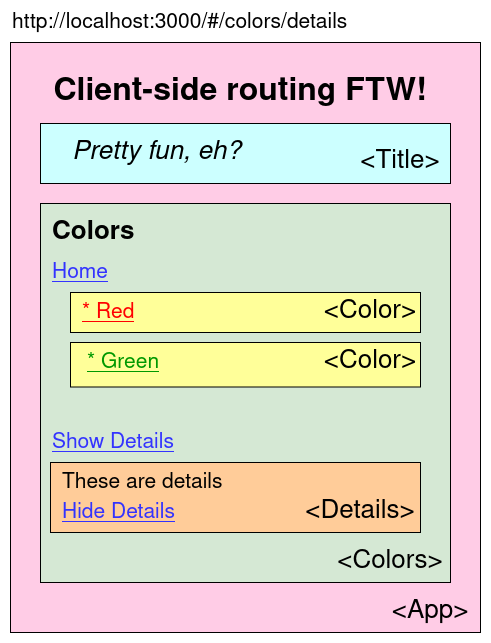 http://localhost:3000/#/colors/details
Client-side routing FTW!
Pretty fun, eh?
<Title>
Colors
Home
* Red <Color>
* Green <Color>
Show Details
These are details
Hide Details
<Details>
<Colors>
<App>